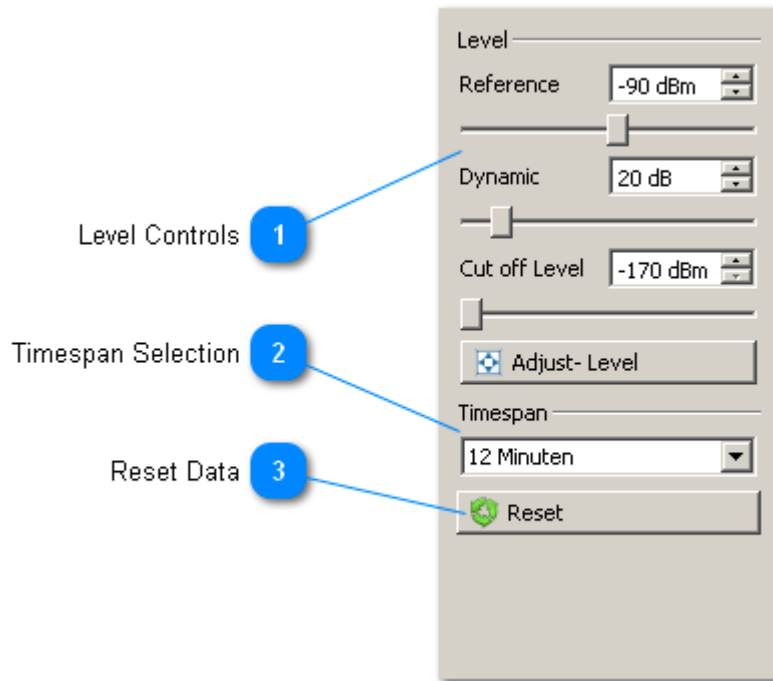 Level
Reference -90 dBm
Dynamic 20 dB
Level Controls 1
Cut off Level -170 dBm
Timespan Selection 2
Adjust- Level
Timespan
12 Minuten
Reset Data 3
Reset